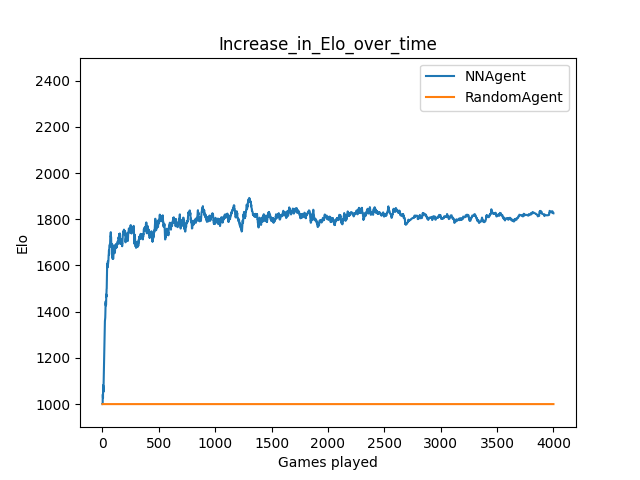 Increase_in_Elo_over_time
NNAgent
RandomAgent
2400
2200
2000
1800
1600
1400
1200
1000
Elo
0 500 1000 1500 2000 2500 3000 3500 4000
Games played